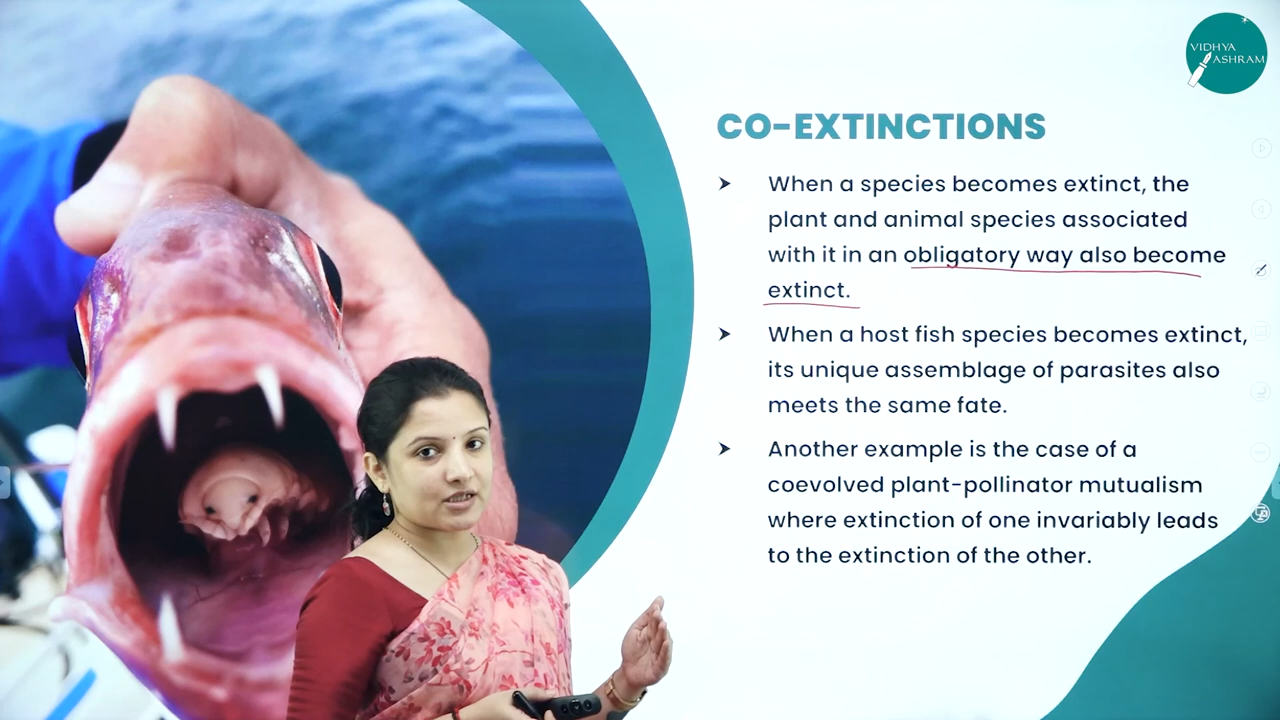 VIDHYA
ASHRAM
CO-EXTINCTIONS
When a species becomes extinct, the
plant and animal species associated
with it in an obligatory way also become
extinct.
When a host fish species becomes extinct,
its unique assemblage of parasites also
meets the same fate.
Another example is the case of a
coevolved plant-pollinator mutualism
where extinction of one invariably leads
to the extinction of the other.